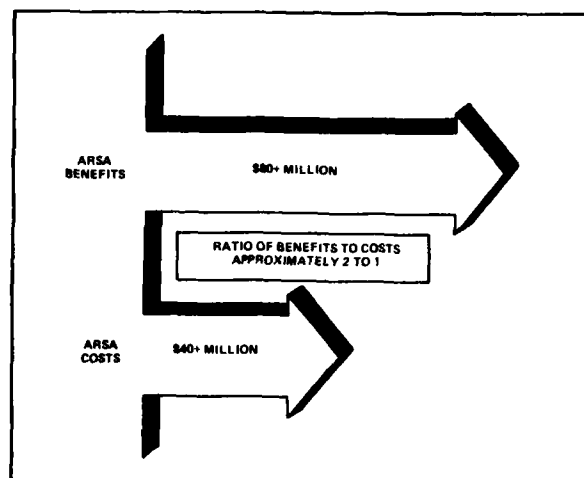 ARSA
BENEFITS
$80+ MILLION
RATIO OF BENEFITS TO COSTS
APPROXIMATELY 2 TO 1
ARSA
COSTS
$40+ MILLION